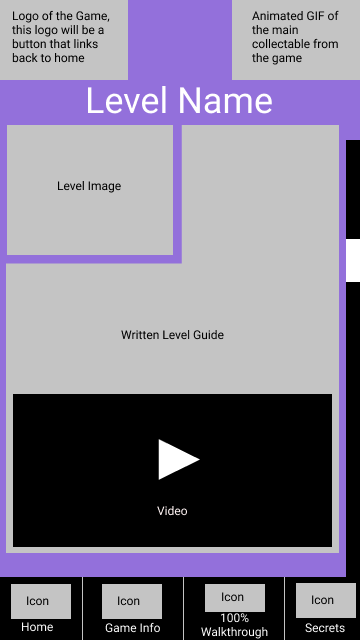 Logo of the Game,
this logo will be a
button that links
back to home
Animated GIF of
the main
collectable from
the game
Level Name
Level Image
Written Level Guide
Video
Icon
Home
Icon
Game Info
Icon
100%
Walkthrough
Icon
Secrets